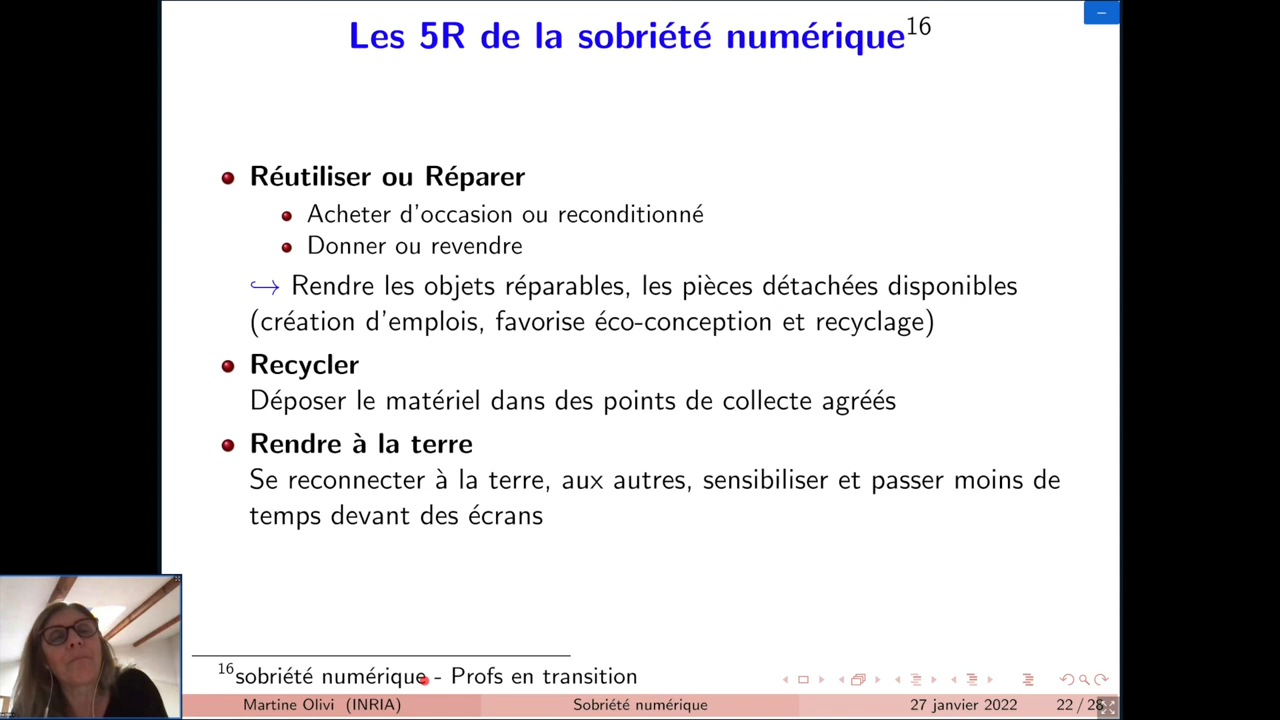 Les 5R de la sobriété numérique16
Réutiliser ou Réparer
Acheter d'occasion ou reconditionné
Donner ou revendre
↪ Rendre les objets réparables, les pièces détachées disponibles
(création d'emplois, favorise éco-conception et recyclage)
Recycler
Déposer le matériel dans des points de collecte agréés
Rendre à la terre
Se reconnecter à la terre, aux autres, sensibiliser et passer moins de
temps devant des écrans
16sobriété numérique - Profs en transition
Martine Olivi (INRIA) Sobriété numérique 27 janvier 2022 22 / 28